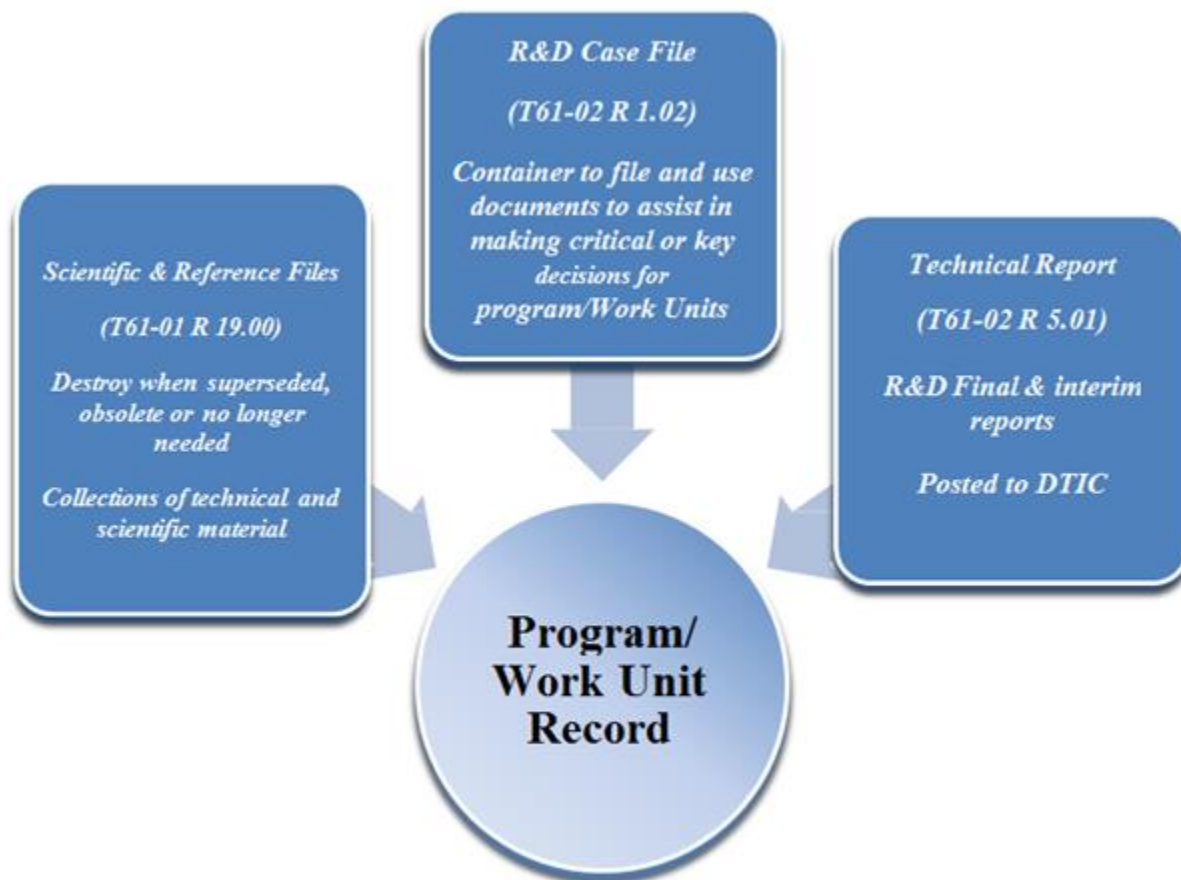 R&D Case File
(T61-02 R 1.02)
Container to file and use
documents to assist in
making critical or key
decisions for
program/Work Units
Scientific & Reference Files
(T61-01 R 19.00)
Destroy when superseded,
obsolete or no longer
needed
Collections of technical and
scientific material
Technical Report
(T61-02 R 5.01)
R&D Final & interim
reports
Posted to DTIC
Program/
Work Unit
Record